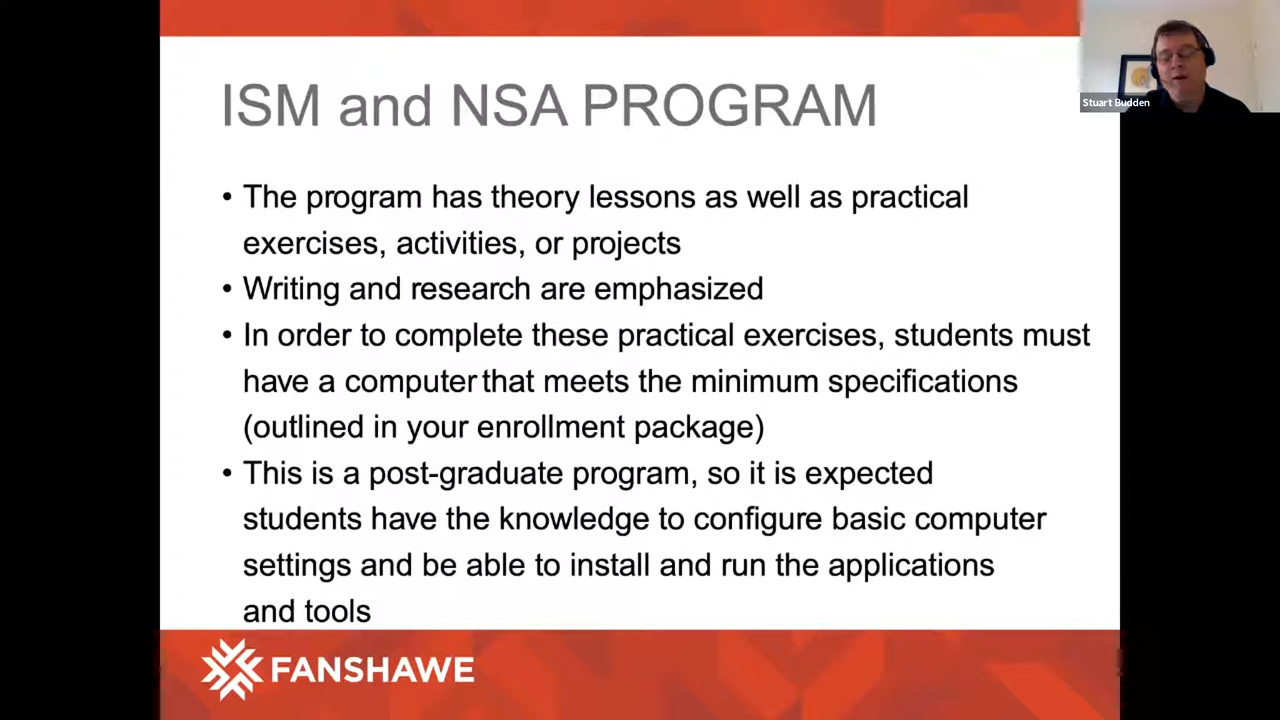 ISM and NSA PROGRAM
Stuart Budden
• The program has theory lessons as well as practical
exercises, activities, or projects
• Writing and research are emphasized
• In order to complete these practical exercises, students must
have a computer that meets the minimum specifications
(outlined in your enrollment package)
• This is a post-graduate program, so it is expected
students have the knowledge to configure basic computer
settings and be able to install and run the applications
and tools
FANSHAWE